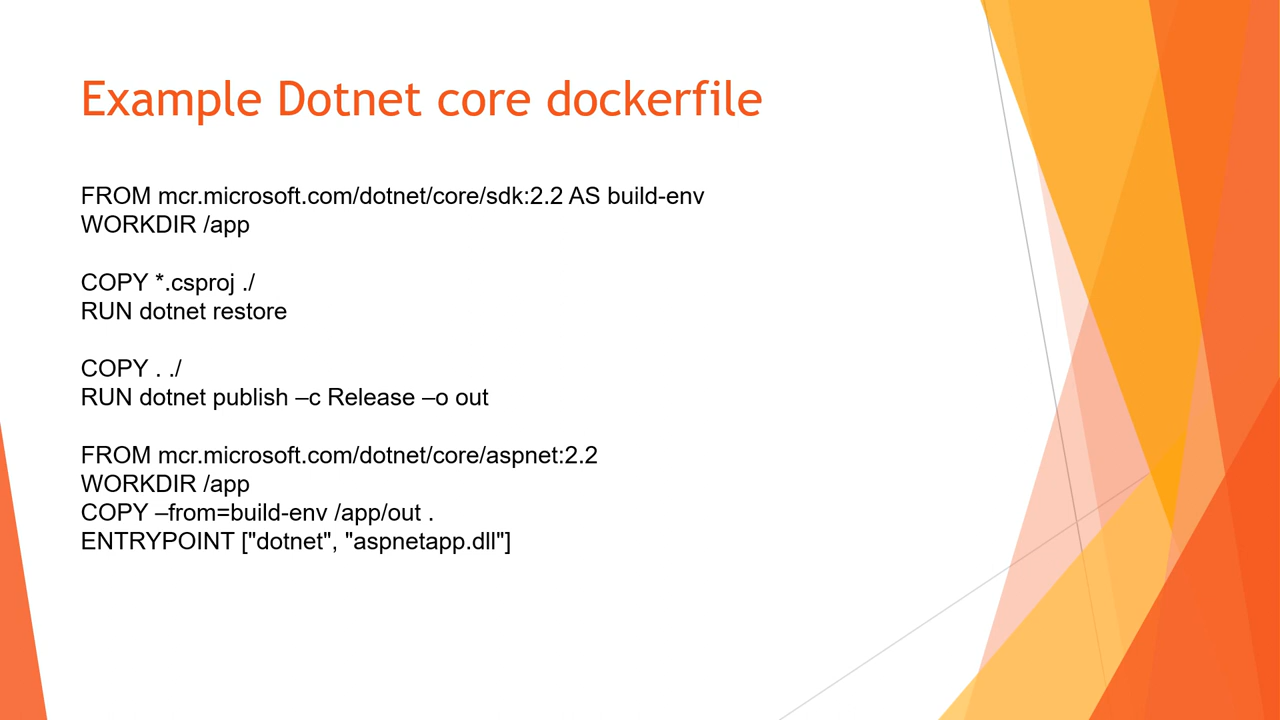 Example Dotnet core dockerfile
FROM mcr.microsoft.com/dotnet/core/sdk:2.2 AS build-env
WORKDIR /app
COPY *.csproj ./
RUN dotnet restore
COPY . ./
RUN dotnet publish –c Release –o out
FROM mcr.microsoft.com/dotnet/core/aspnet:2.2
WORKDIR /app
COPY –from=build-env /app/out .
ENTRYPOINT ["dotnet", "aspnetapp.dll"]